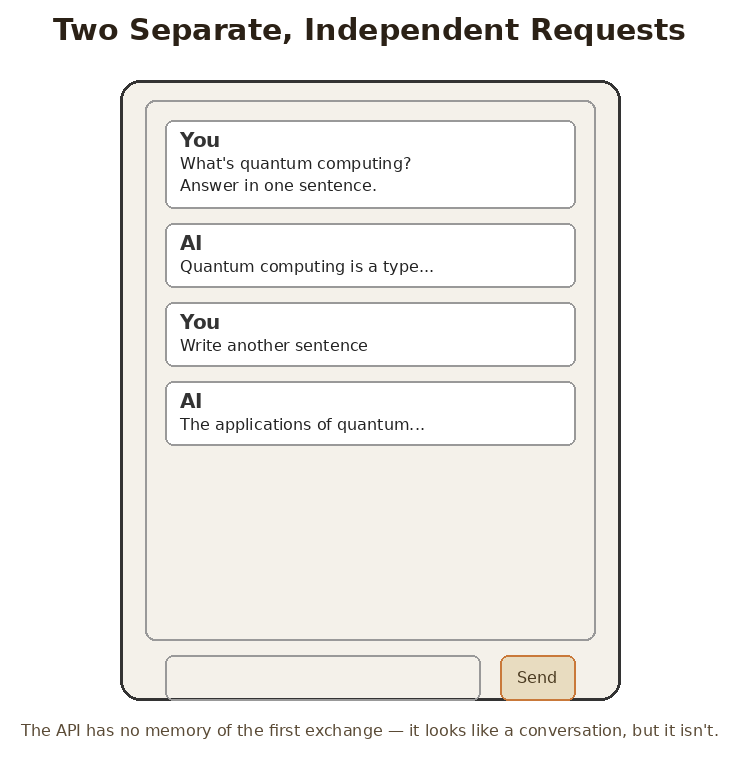 Two Separate, Independent Requests
You
What's quantum computing?
Answer in one sentence.
AI
Quantum computing is a type...
You
Write another sentence
AI
The applications of quantum...
Send
The API has no memory of the first exchange — it looks like a conversation, but it isn't.